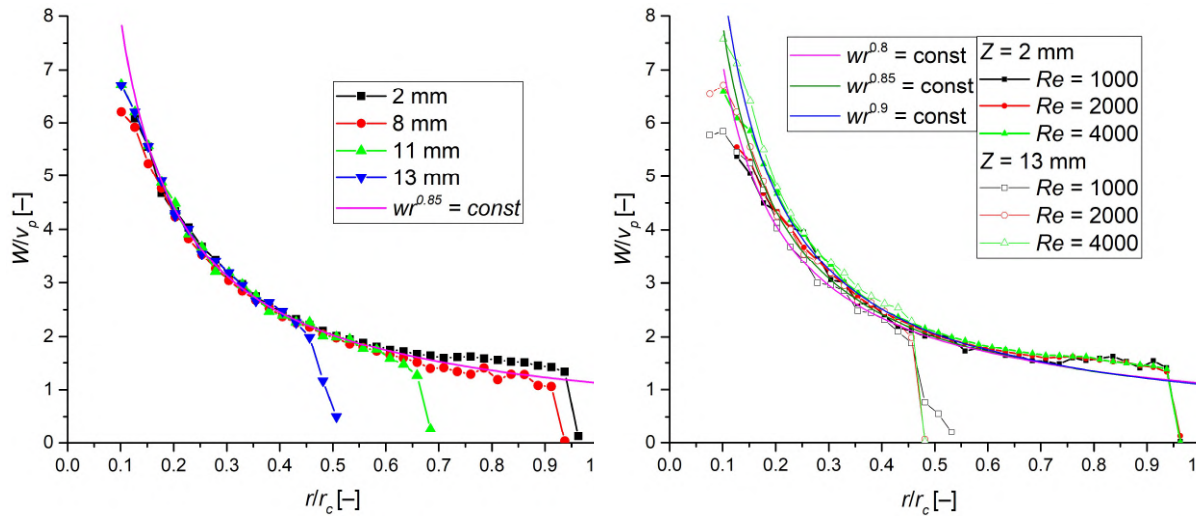 8
7
6
5
4
3
2
1
0
W/vp [–]
2 mm
8 mm
11 mm
13 mm
wr^0.85 = const
0.0 0.1 0.2 0.3 0.4 0.5 0.6 0.7 0.8 0.9 1
r/rc [–]
8
7
6
5
4
3
2
1
0
W/vp [–]
wr^0.8 = const
wr^0.85 = const
wr^0.9 = const
Z = 2 mm
Re = 1000
Re = 2000
Re = 4000
Z = 13 mm
Re = 1000
Re = 2000
Re = 4000
0.0 0.1 0.2 0.3 0.4 0.5 0.6 0.7 0.8 0.9 1
r/rc [–]